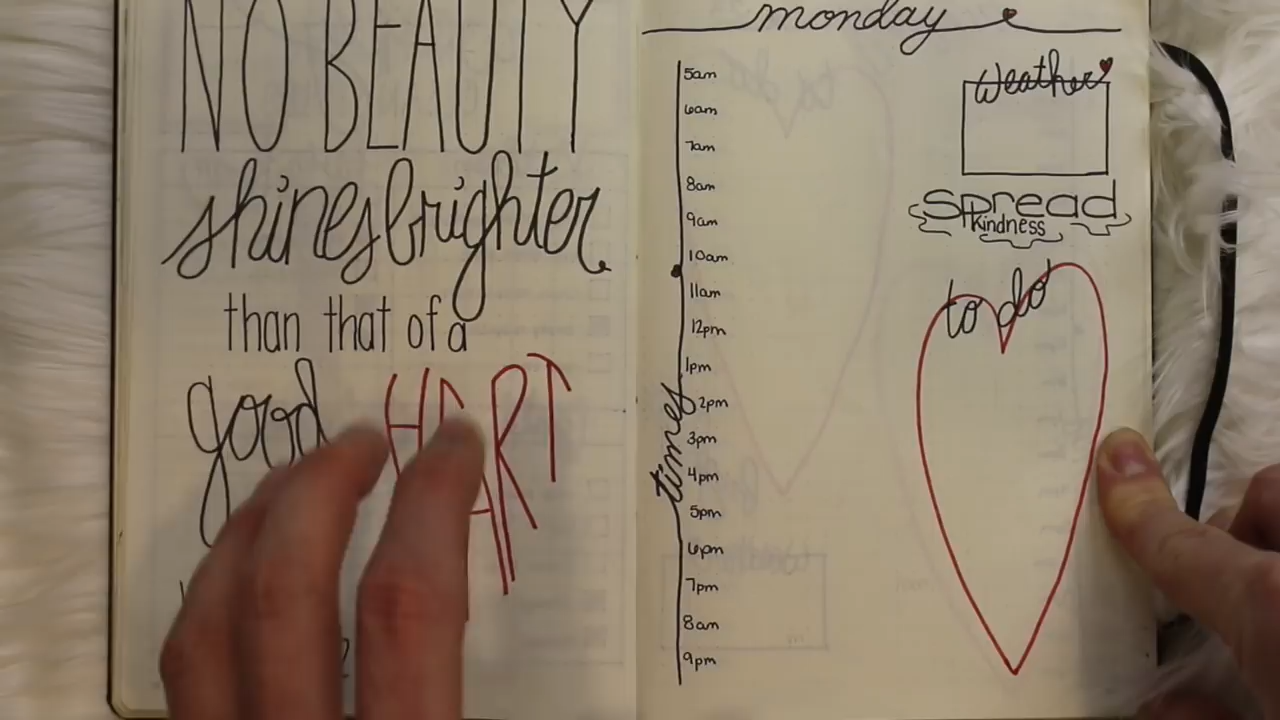 NO BEAUTY
shines brighter
than that of a
good
monday
5am
6am
7am
8am
9am
10am
11am
12pm
1pm
2pm
3pm
4pm
5pm
6pm
7pm
8am
9pm
times
weather
spread
kindness
to do